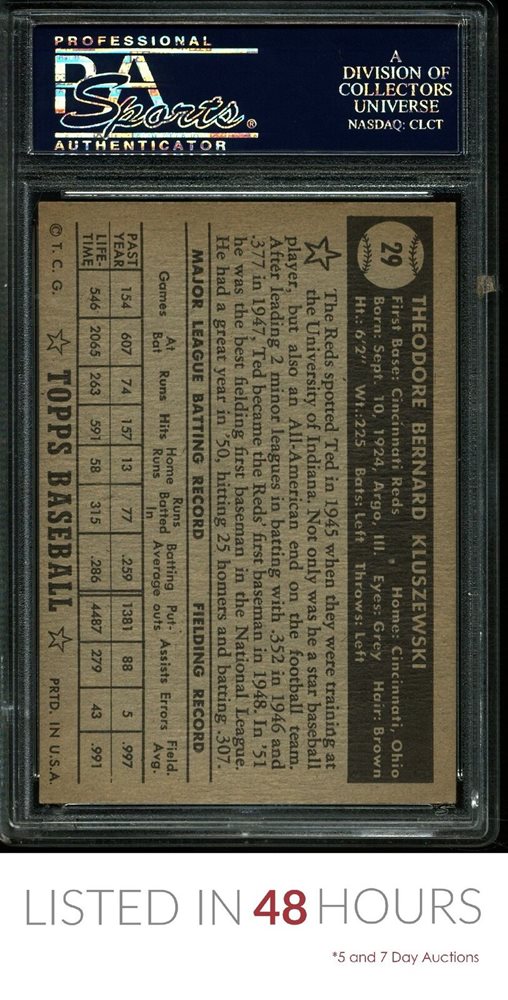 PROFESSIONAL
PSA
Sports®
AUTHENTICATOR
A
DIVISION OF
COLLECTORS
UNIVERSE
NASDAQ: CLCT
29
THEODORE BERNARD KLUSZEWSKI
First Base: Cincinnati Reds Home: Cincinnati, Ohio
Born: Sept. 10, 1924, Argo, Ill. Eyes: Grey Hair: Brown
Ht.: 6'2" Wt.: 225 Bats: Left Throws: Left
The Reds spotted Ted in 1945 when they were training at
the University of Indiana. Not only was he a star baseball
player, but also an All-American end on the football team.
After leading 2 minor leagues in batting with .352 in 1946 and
.377 in 1947, Ted became the Reds' first baseman in 1948. In '51
he was the best fielding first baseman in the National League.
He had a great year in '50, hitting 25 homers and batting .307.
MAJOR LEAGUE BATTING RECORD FIELDING RECORD
Games At Bat Runs Hits Home Runs Runs Batted In Batting Average Put-outs Assists Errors Field. Avg.
PAST YEAR 154 607 74 157 13 77 .259 1381 88 5 .997
LIFE-TIME 546 2065 263 591 58 315 .286 4487 279 43 .991
© T. C. G. ☆ TOPPS BASEBALL ☆ PRTD. IN U.S.A.
LISTED IN 48 HOURS
*5 and 7 Day Auctions